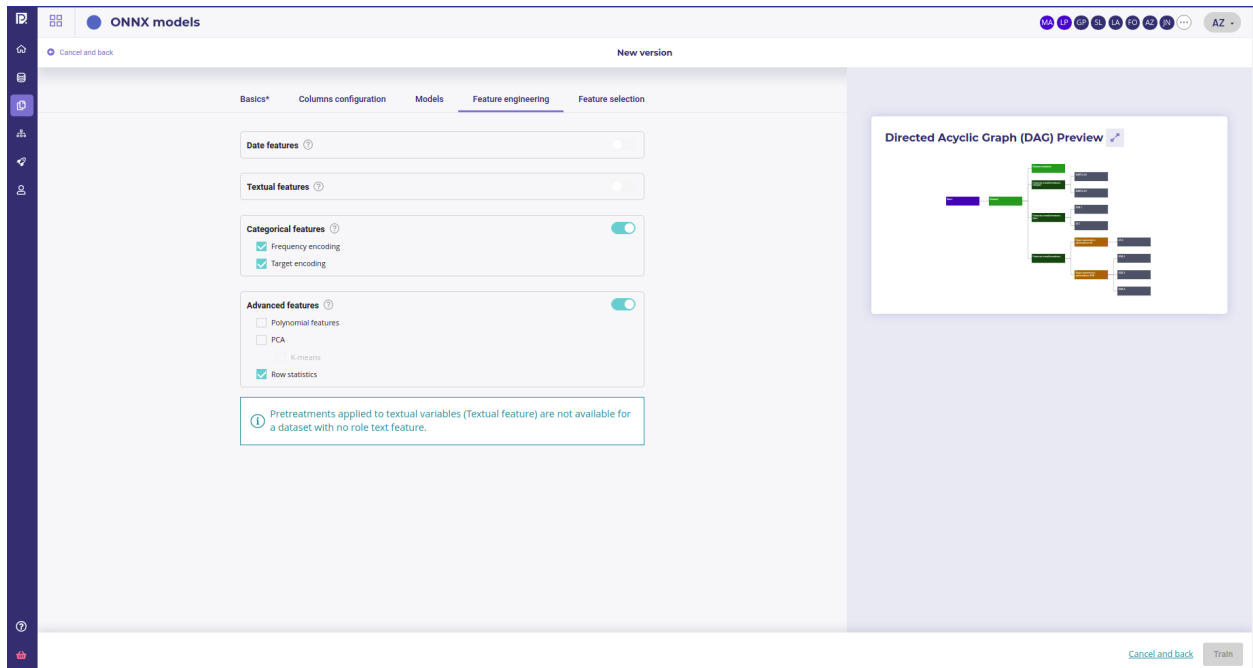 ONNX models
MA LP GP SL LA FO AZ JN
AZ
Cancel and back
New version
Basics*
Columns configuration
Models
Feature engineering
Feature selection
Date features
Textual features
Categorical features
Frequency encoding
Target encoding
Advanced features
Polynomial features
PCA
K-means
Row statistics
Pretreatments applied to textual variables (Textual feature) are not available for
a dataset with no role text feature.
Directed Acyclic Graph (DAG) Preview
Cancel and back
Train